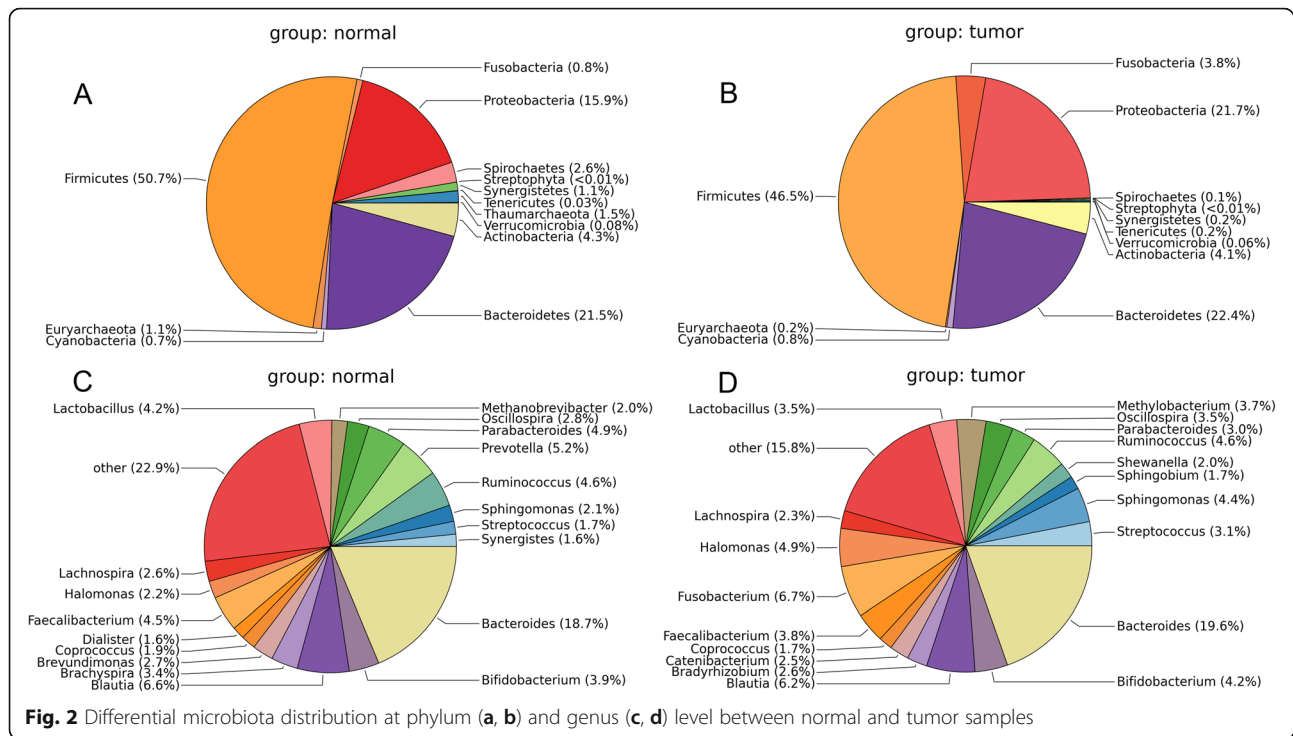 group: normal
A
Fusobacteria (0.8%)
Proteobacteria (15.9%)
Firmicutes (50.7%)
Spirochaetes (2.6%)
Streptophyta (<0.01%)
Synergistetes (1.1%)
Tenericutes (0.03%)
Thaumarchaeota (1.5%)
Verrucomicrobia (0.08%)
Actinobacteria (4.3%)
Bacteroidetes (21.5%)
Euryarchaeota (1.1%)
Cyanobacteria (0.7%)
group: tumor
B
Fusobacteria (3.8%)
Proteobacteria (21.7%)
Firmicutes (46.5%)
Spirochaetes (0.1%)
Streptophyta (<0.01%)
Synergistetes (0.2%)
Tenericutes (0.2%)
Verrucomicrobia (0.06%)
Actinobacteria (4.1%)
Bacteroidetes (22.4%)
Euryarchaeota (0.2%)
Cyanobacteria (0.8%)
C
group: normal
Lactobacillus (4.2%)
Methanobrevibacter (2.0%)
Oscillospira (2.8%)
Parabacteroides (4.9%)
Prevotella (5.2%)
other (22.9%)
Ruminococcus (4.6%)
Sphingomonas (2.1%)
Streptococcus (1.7%)
Synergistes (1.6%)
Lachnospira (2.6%)
Halomonas (2.2%)
Faecalibacterium (4.5%)
Bacteroides (18.7%)
Dialister (1.6%)
Coprococcus (1.9%)
Brevundimonas (2.7%)
Brachyspira (3.4%)
Blautia (6.6%)
Bifidobacterium (3.9%)
D
group: tumor
Lactobacillus (3.5%)
Methylobacterium (3.7%)
Oscillospira (3.5%)
Parabacteroides (3.0%)
Ruminococcus (4.6%)
other (15.8%)
Shewanella (2.0%)
Sphingobium (1.7%)
Sphingomonas (4.4%)
Lachnospira (2.3%)
Streptococcus (3.1%)
Halomonas (4.9%)
Fusobacterium (6.7%)
Bacteroides (19.6%)
Faecalibacterium (3.8%)
Coprococcus (1.7%)
Catenibacterium (2.5%)
Bradyrhizobium (2.6%)
Blautia (6.2%)
Bifidobacterium (4.2%)
Fig. 2 Differential microbiota distribution at phylum (a, b) and genus (c, d) level between normal and tumor samples